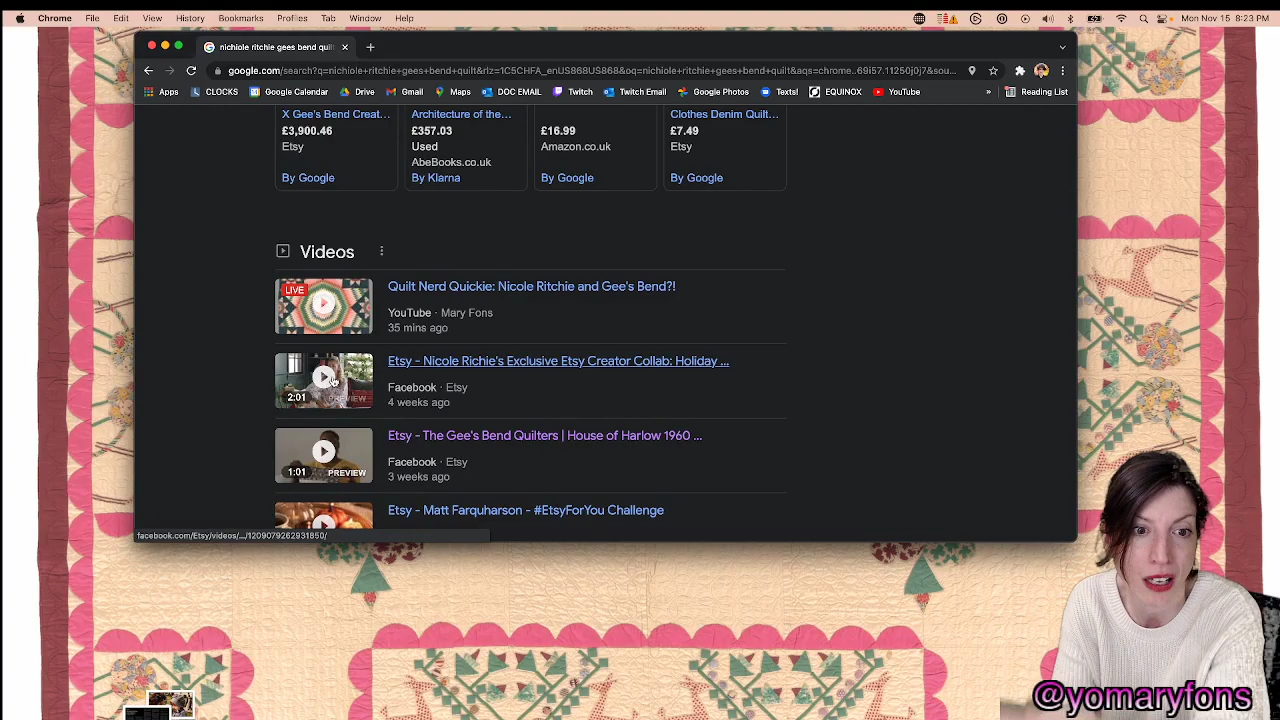 Chrome File Edit View History Bookmarks Profiles Tab Window Help Mon Nov 15 8:23 PM
nichiole ritchie gees bend quilt
google.com/search?q=nichiole+ritchie+gees+bend+quilt&rlz=1C5CHFA_enUS868US868&oq=nichiole+ritchie+gees+bend+quilt&aqs=chrome..69i57.11250j0j7&sou...
Apps CLOCKS Google Calendar Drive Gmail Maps DOC EMAIL Twitch Twitch Email Google Photos Texts! EQUINOX YouTube » Reading List
X Gee's Bend Creat... Architecture of the... Clothes Denim Quilt...
£3,900.46 £357.03 £16.99 £7.49
Etsy Used Amazon.co.uk Etsy
AbeBooks.co.uk
By Google By Klarna By Google By Google
Videos
LIVE
Quilt Nerd Quickie: Nicole Ritchie and Gee's Bend?!
YouTube · Mary Fons
35 mins ago
Etsy - Nicole Richie's Exclusive Etsy Creator Collab: Holiday ...
Facebook · Etsy
2:01 PREVIEW
4 weeks ago
Etsy - The Gee's Bend Quilters | House of Harlow 1960 ...
Facebook · Etsy
1:01 PREVIEW
3 weeks ago
Etsy - Matt Farquharson - #EtsyForYou Challenge
facebook.com/Etsy/videos/.../1209079262931850/
@yomaryfons